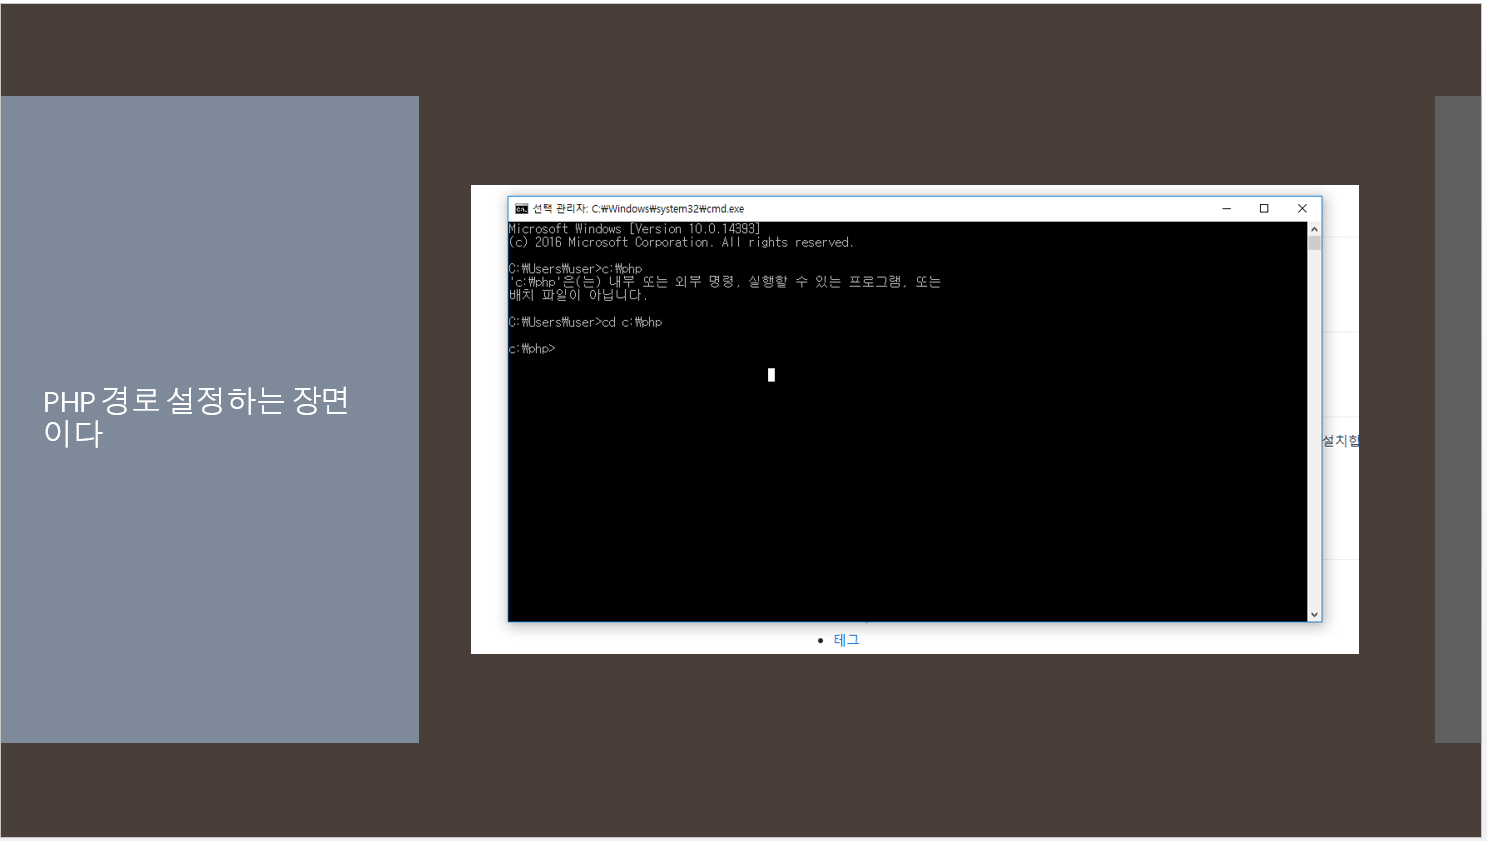 PHP 경로 설정하는 장면
이다
선택 관리자: C:₩Windows₩system32₩cmd.exe
Microsoft Windows [Version 10.0.14393]
(c) 2016 Microsoft Corporation. All rights reserved.
C:₩Users₩user>c:₩php
'c:₩php'은(는) 내부 또는 외부 명령, 실행할 수 있는 프로그램, 또는
배치 파일이 아닙니다.
C:₩Users₩user>cd c:₩php
c:₩php>
설치합
테그